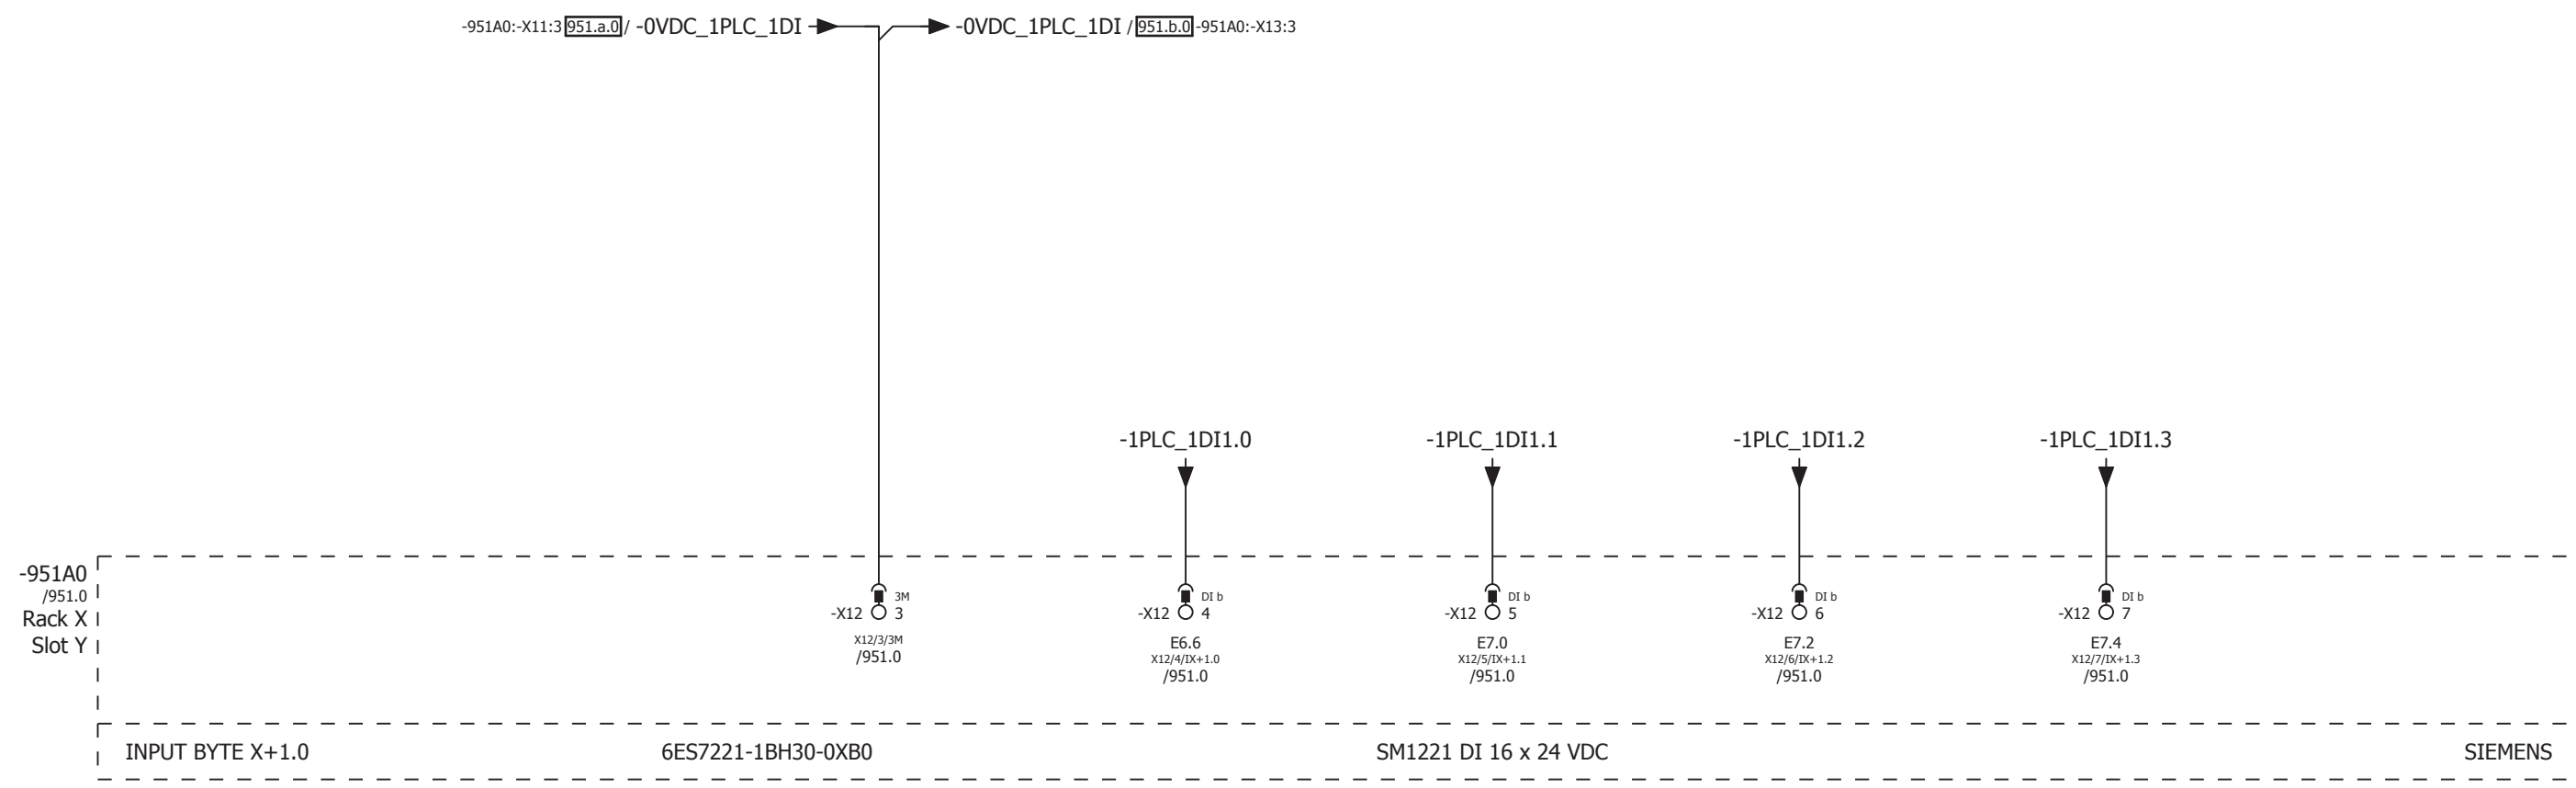 -951A0:-X11:3 951.a.0 / -0VDC_1PLC_1DI -0VDC_1PLC_1DI / 951.b.0 -951A0:-X13:3
-1PLC_1DI1.0 -1PLC_1DI1.1 -1PLC_1DI1.2 -1PLC_1DI1.3
-951A0
/951.0
Rack X
Slot Y
3M
-X12 3
X12/3/3M
/951.0
DI b
-X12 4
E6.6
X12/4/IX+1.0
/951.0
DI b
-X12 5
E7.0
X12/5/IX+1.1
/951.0
DI b
-X12 6
E7.2
X12/6/IX+1.2
/951.0
DI b
-X12 7
E7.4
X12/7/IX+1.3
/951.0
INPUT BYTE X+1.0 6ES7221-1BH30-0XB0 SM1221 DI 16 x 24 VDC SIEMENS